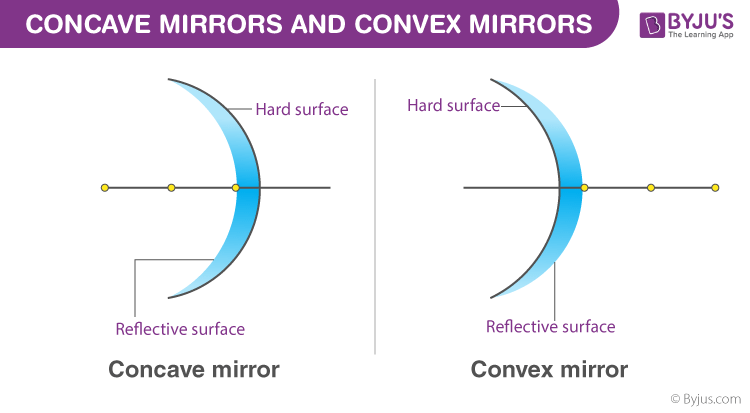 CONCAVE MIRRORS AND CONVEX MIRRORS
BYJU'S
The Learning App
Hard surface
Reflective surface
Concave mirror
Hard surface
Reflective surface
Convex mirror
© Byjus.com